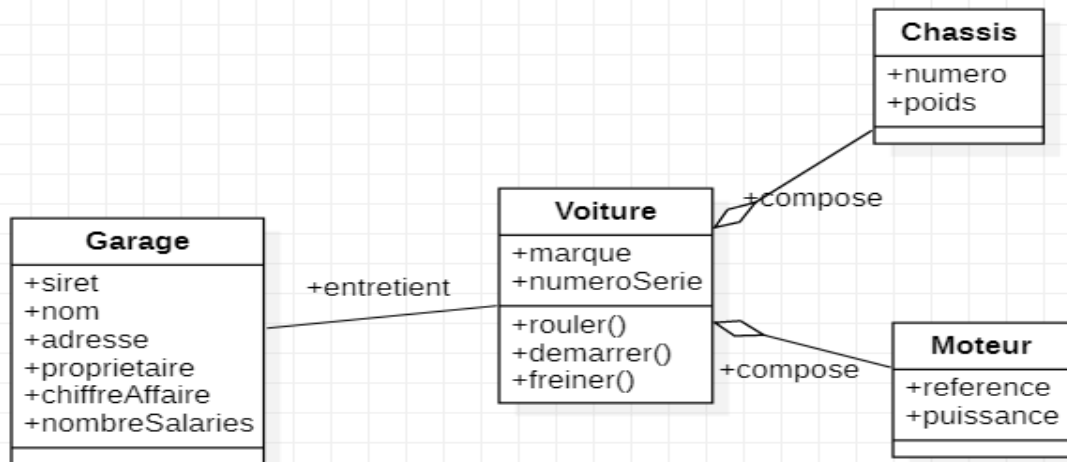 Chassis
+numero
+poids
+compose
Voiture
+marque
+numeroSerie
+rouler()
+demarrer()
+freiner()
Garage
+siret
+nom
+adresse
+proprietaire
+chiffreAffaire
+nombreSalaries
+entretient
+compose
Moteur
+reference
+puissance